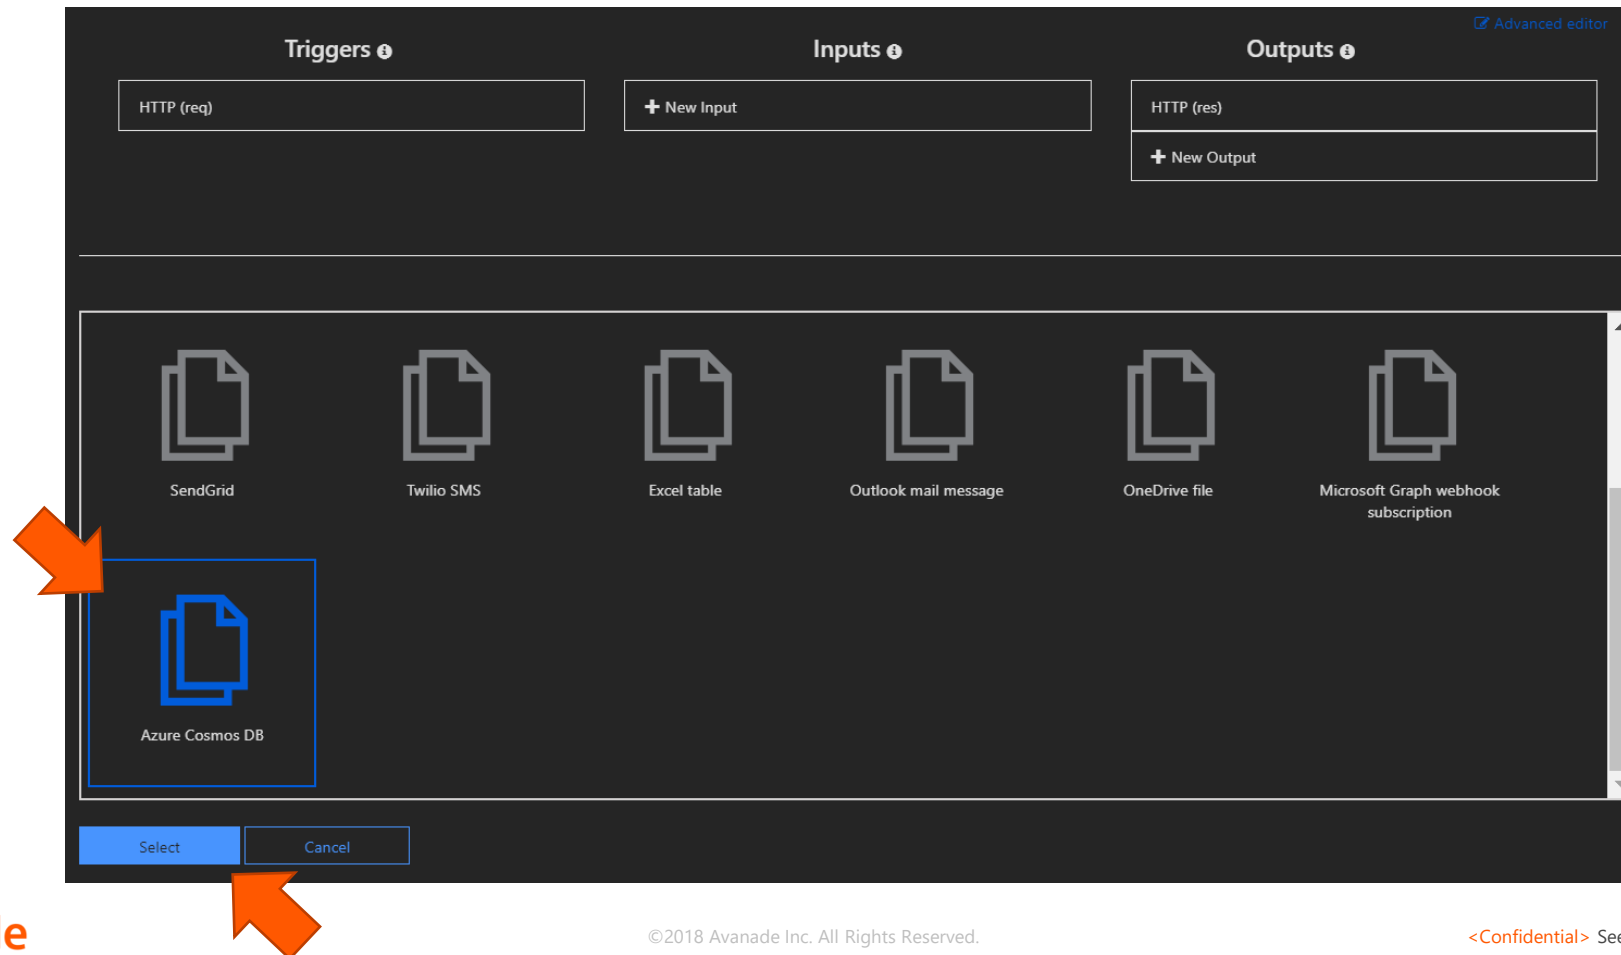 Advanced editor
Triggers
Inputs
Outputs
HTTP (req)
New Input
HTTP (res)
New Output
SendGrid
Twilio SMS
Excel table
Outlook mail message
OneDrive file
Microsoft Graph webhook
subscription
Azure Cosmos DB
Select
Cancel
©2018 Avanade Inc. All Rights Reserved.
<Confidential> See